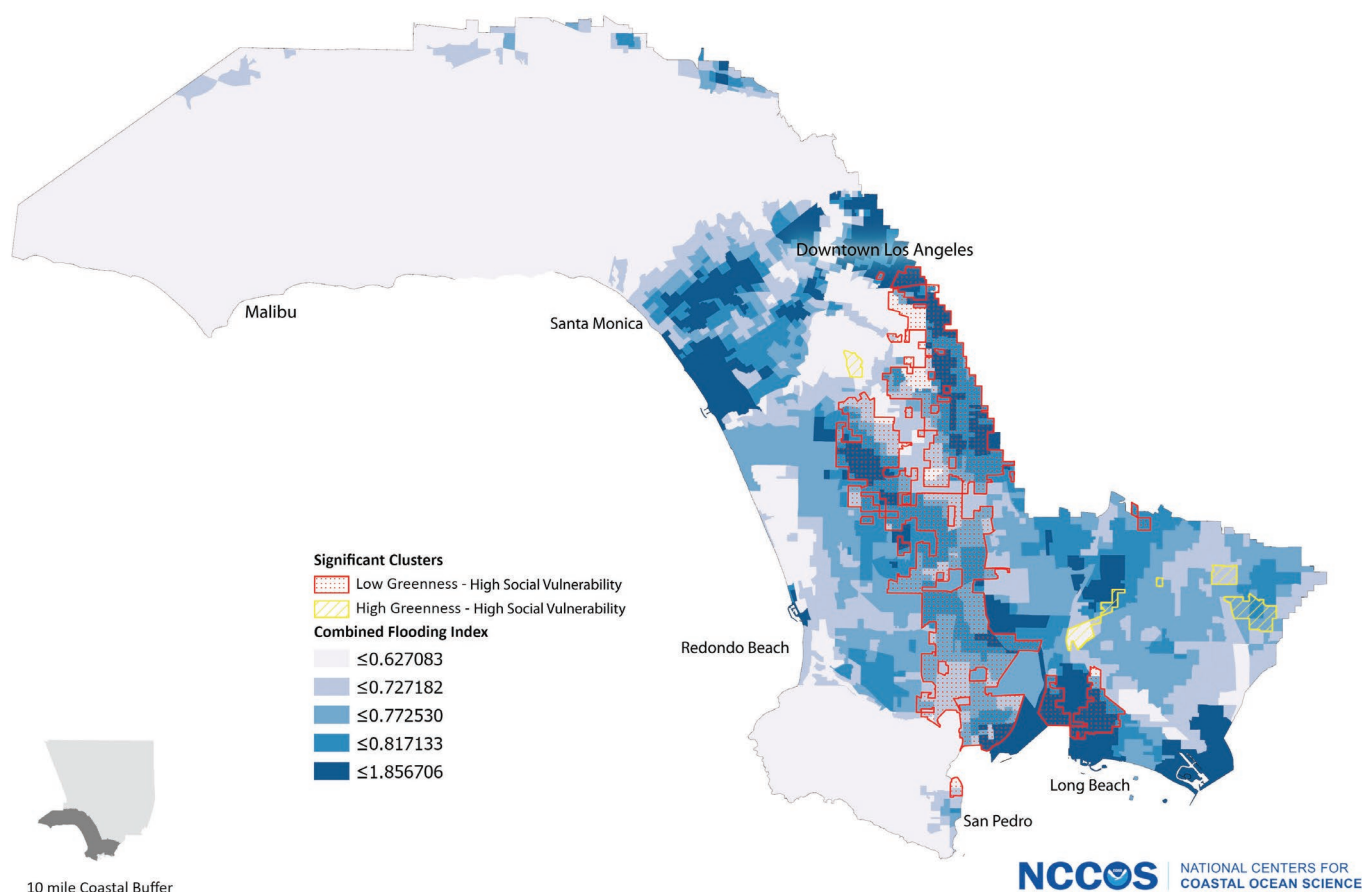 Downtown Los Angeles
Malibu
Santa Monica
Significant Clusters
Low Greenness - High Social Vulnerability
High Greenness - High Social Vulnerability
Combined Flooding Index
≤0.627083
≤0.727182
≤0.772530
≤0.817133
≤1.856706
Redondo Beach
Long Beach
San Pedro
10 mile Coastal Buffer
NCCOS
NATIONAL CENTERS FOR
COASTAL OCEAN SCIENCE